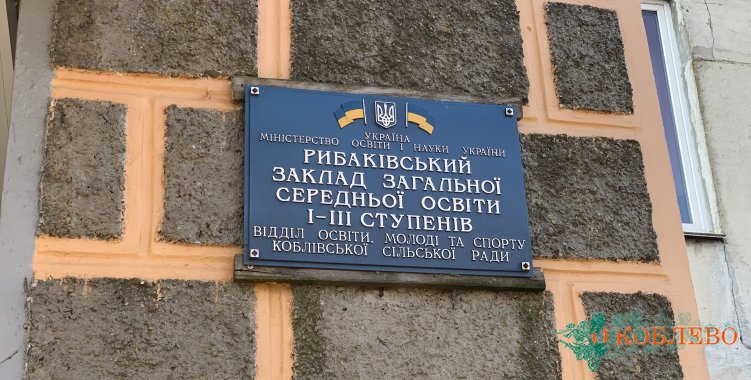 УКРАЇНА
МІНІСТЕРСТВО ОСВІТИ І НАУКИ УКРАЇНИ
РИБАКІВСЬКИЙ
ЗАКЛАД ЗАГАЛЬНОЇ
СЕРЕДНЬОЇ ОСВІТИ
І-ІІІ СТУПЕНІВ
ВІДДІЛ ОСВІТИ, МОЛОДІ ТА СПОРТУ
КОБЛІВСЬКОЇ СІЛЬСЬКОЇ РАДИ
О КОБЛЕВО